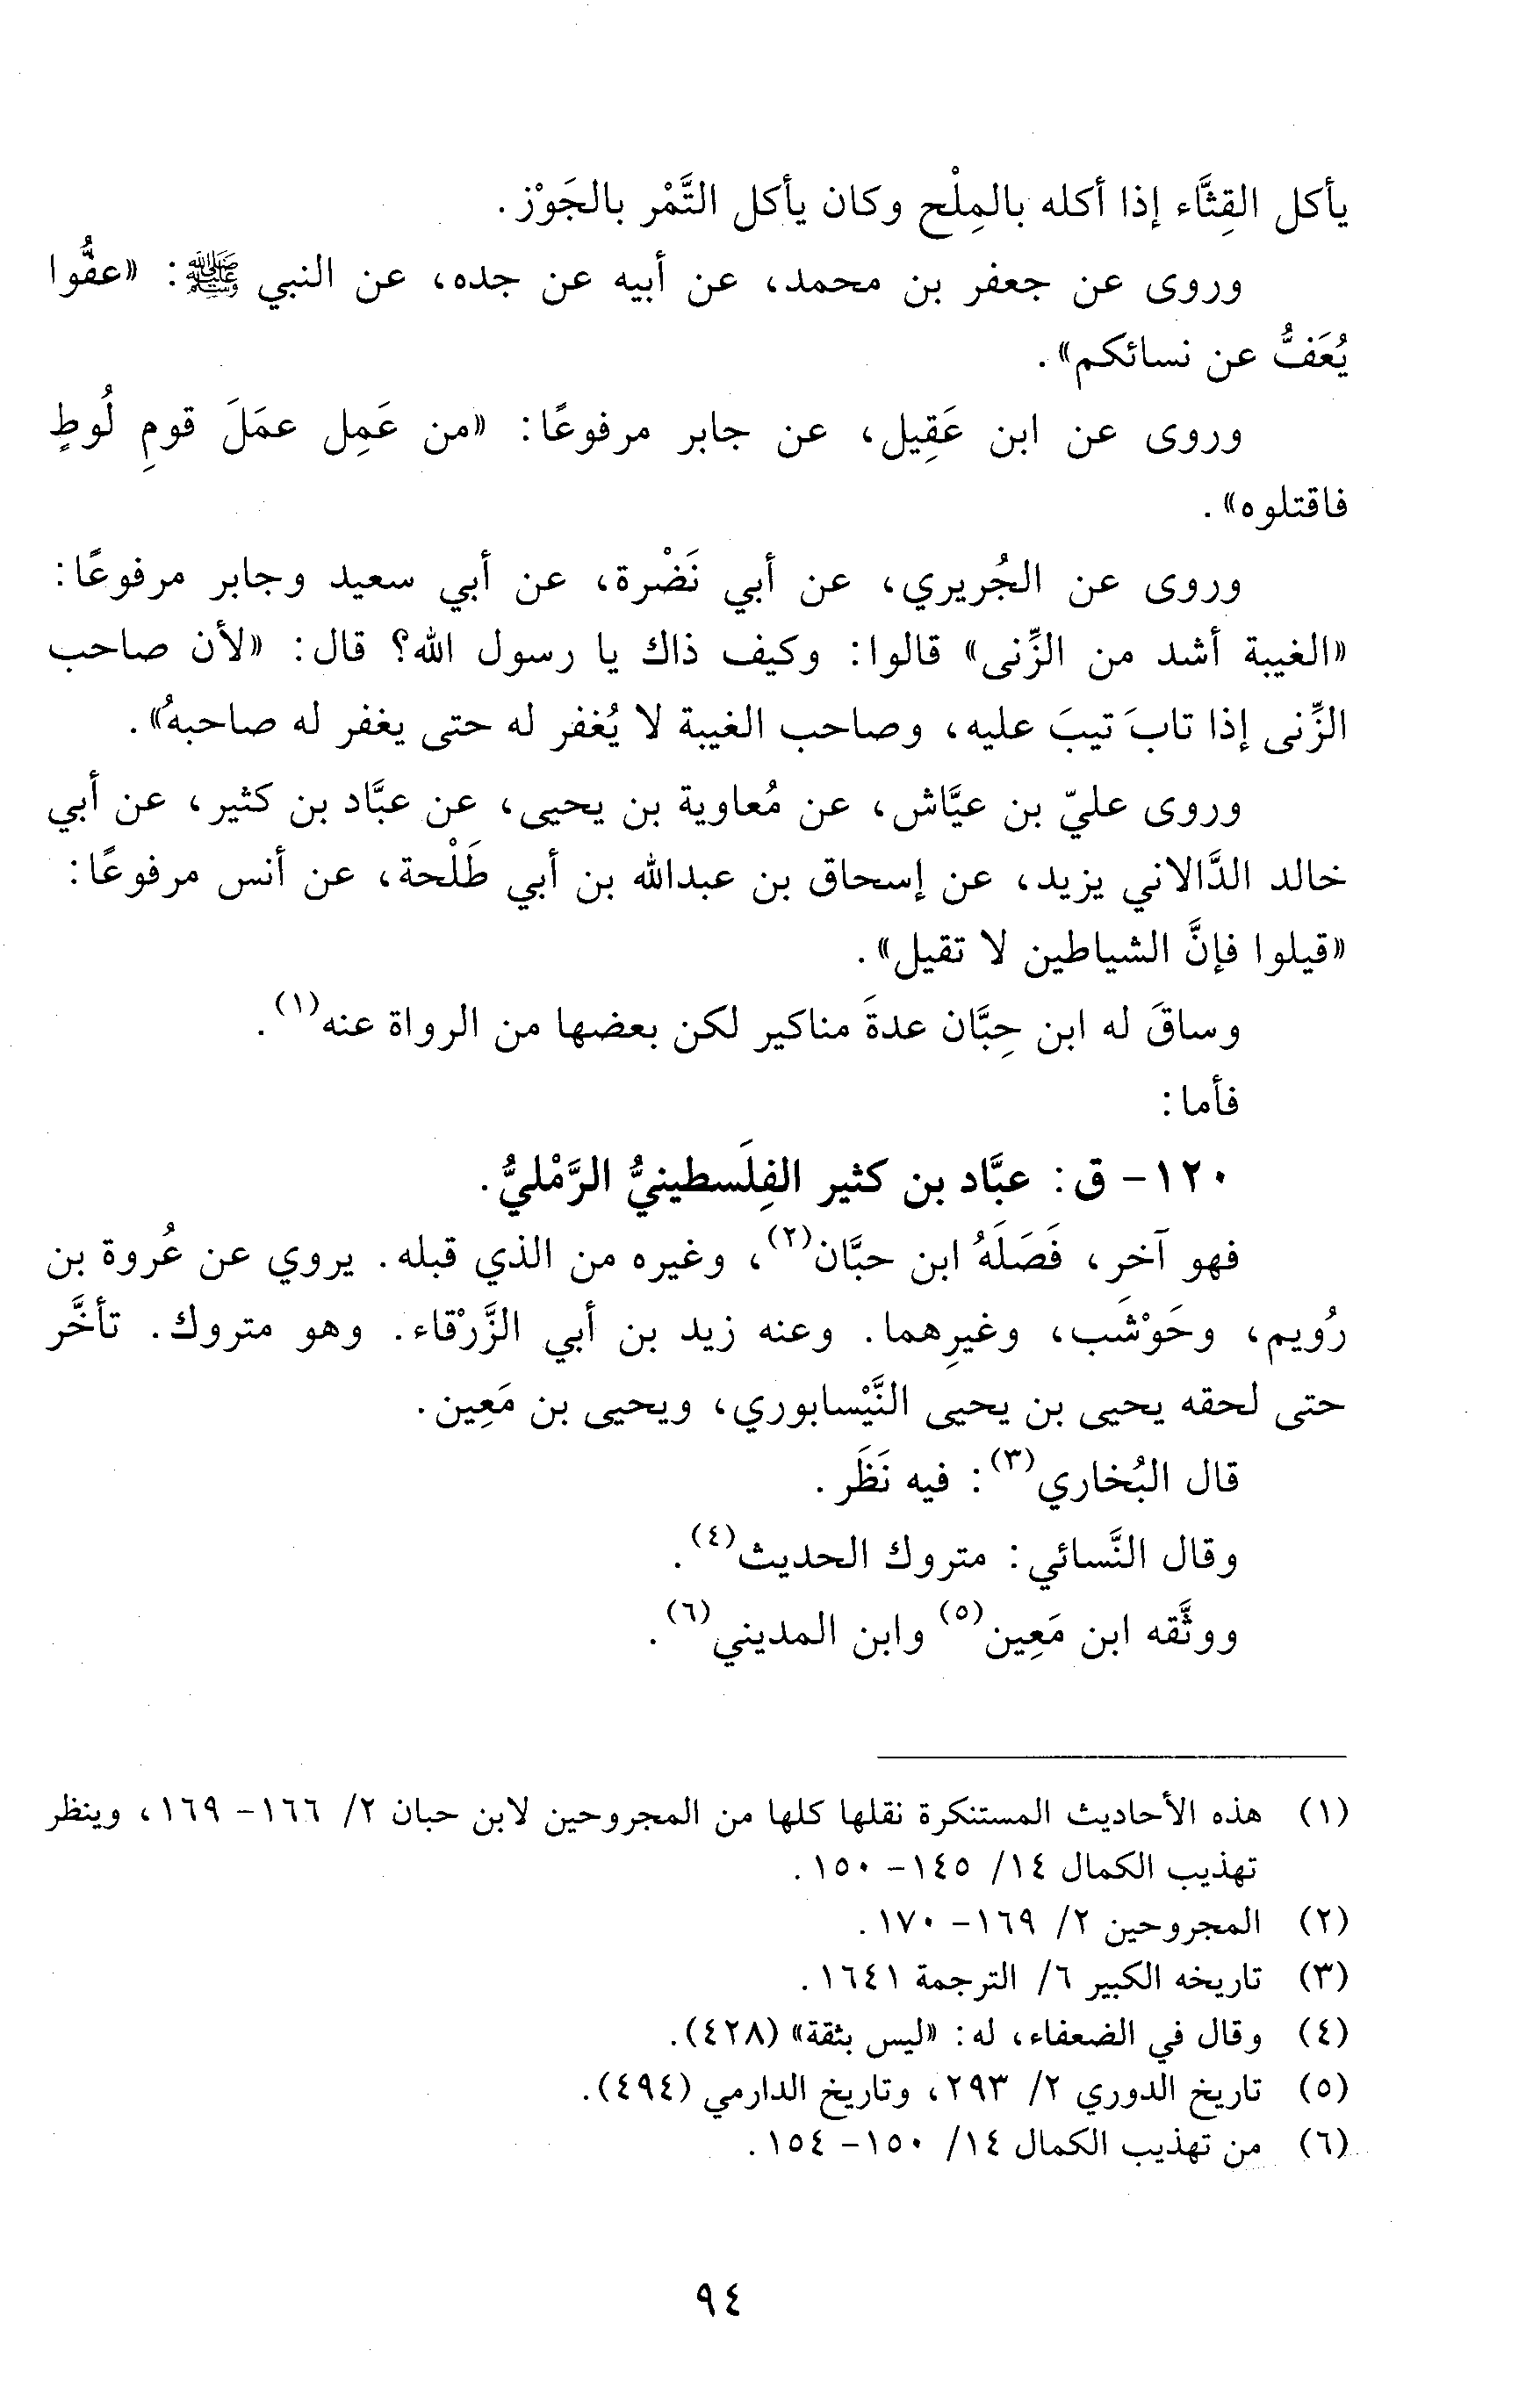 يأكل القِثَّاء إذا أكله بالمِلْح وكان يأكل التَّمْر بالجَوْز.
وروى عن جعفر بن محمد، عن أبيه عن جده، عن النبي ﷺ: «عفُّوا
يُعَفُّ عن نسائكم».
وروى عن ابن عَقِيل، عن جابر مرفوعًا: «من عَمِل عمَلَ قومِ لُوطٍ
فاقتلوه».
وروى عن الجُريري، عن أبي نَضْرة، عن أبي سعيد وجابر مرفوعًا:
«الغيبة أشد من الزِّنى» قالوا: وكيف ذاك يا رسول الله؟ قال: «لأن صاحب
الزِّنى إذا تابَ تيبَ عليه، وصاحب الغيبة لا يُغفر له حتى يغفر له صاحبهُ».
وروى عليّ بن عيَّاش، عن مُعاوية بن يحيى، عن عبَّاد بن كثير، عن أبي
خالد الدَّالاني يزيد، عن إسحاق بن عبدالله بن أبي طَلْحة، عن أنس مرفوعًا:
«قيلوا فإنَّ الشياطين لا تقيل».
وساقَ له ابن حِبَّان عدةَ مناكير لكن بعضها من الرواة عنه(١).
فأما:
١٢٠- ق: عبَّاد بن كثير الفِلَسطينيُّ الرَّمْليُّ.
فهو آخر، فَصَلَهُ ابن حبَّان(٢)، وغيره من الذي قبله. يروي عن عُروة بن
رُويم، وحَوْشَب، وغيرِهما. وعنه زيد بن أبي الزَّرْقاء. وهو متروك. تأخَّر
حتى لحقه يحيى بن يحيى النَّيْسابوري، ويحيى بن مَعِين.
قال البُخاري(٣): فيه نَظَر.
وقال النَّسائي: متروك الحديث(٤).
ووثَّقه ابن مَعِين(٥) وابن المديني(٦).
(١) هذه الأحاديث المستنكرة نقلها كلها من المجروحين لابن حبان ٢/ ١٦٦- ١٦٩، وينظر
تهذيب الكمال ١٤/ ١٤٥- ١٥٠.
(٢) المجروحين ٢/ ١٦٩- ١٧٠.
(٣) تاريخه الكبير ٦/ الترجمة ١٦٤١.
(٤) وقال في الضعفاء، له: «ليس بثقة» (٤٢٨).
(٥) تاريخ الدوري ٢/ ٢٩٣، وتاريخ الدارمي (٤٩٤).
(٦) من تهذيب الكمال ١٤/ ١٥٠- ١٥٤.
٩٤